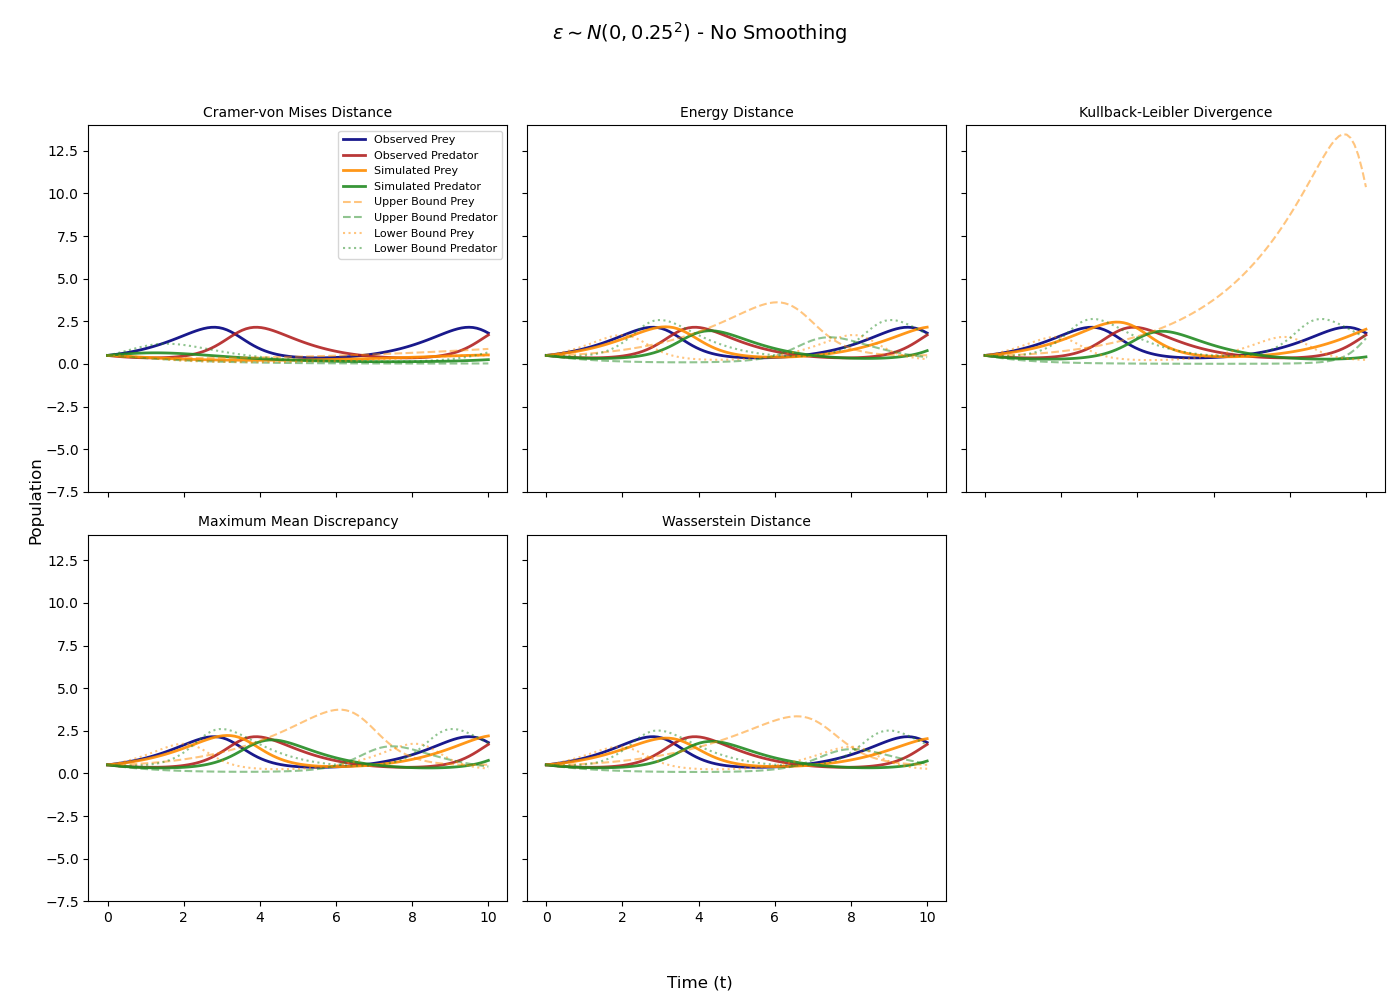 ε ~ N(0, 0.25²) - No Smoothing
Cramer-von Mises Distance
Energy Distance
Kullback-Leibler Divergence
Observed Prey
Observed Predator
Simulated Prey
Simulated Predator
Upper Bound Prey
Upper Bound Predator
Lower Bound Prey
Lower Bound Predator
12.5
10.0
7.5
5.0
2.5
0.0
−2.5
−5.0
−7.5
Population
Maximum Mean Discrepancy
Wasserstein Distance
12.5
10.0
7.5
5.0
2.5
0.0
−2.5
−5.0
−7.5
0 2 4 6 8 10
0 2 4 6 8 10
Time (t)